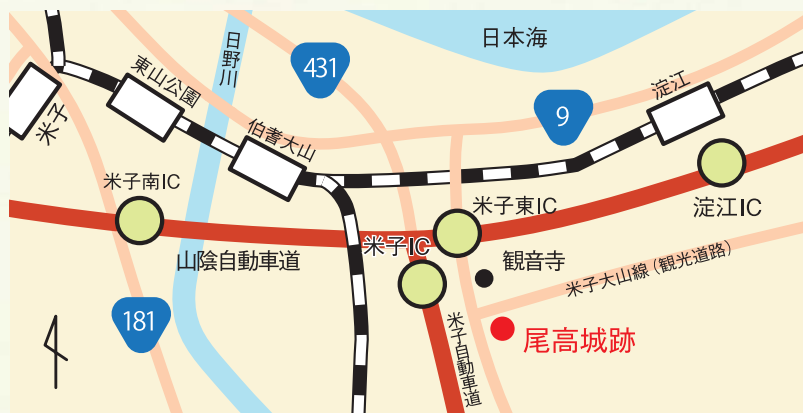 日本海
日野川
431
東山公園
淀江
9
米子
伯耆大山
米子南IC
米子東IC
淀江IC
米子IC
山陰自動車道
観音寺
米子大山線（観光道路）
181
米子自動車道
尾高城跡